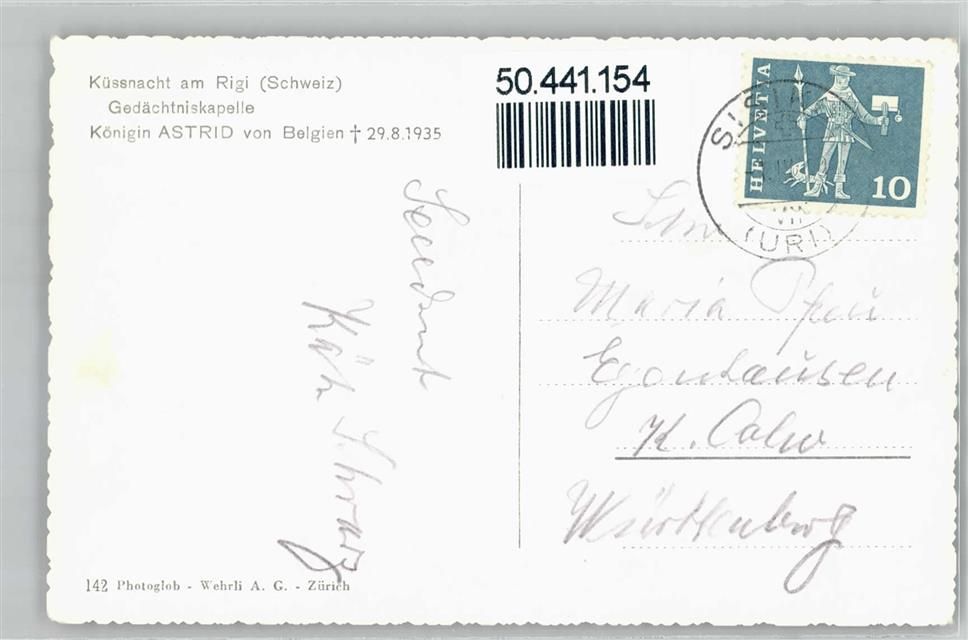 Küssnacht am Rigi (Schweiz)
Gedächtniskapelle
Königin ASTRID von Belgien † 29.8.1935
50.441.154
HELVETIA
10
(URI)
Maria
Egenhausen
K. Calw
Württemberg
142 Photoglob - Wehrli A. G. - Zürich